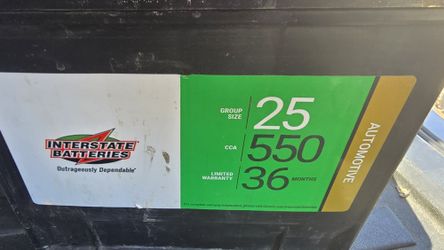 INTERSTATE
BATTERIES
Outrageously Dependable
GROUP
SIZE
25
CCA
550
LIMITED
WARRANTY
36
MONTHS
AUTOMOTIVE